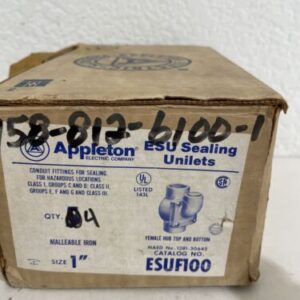 58-812-6100-1
Appleton
ELECTRIC COMPANY
ESU Sealing
Unilets
CONDUIT FITTINGS FOR SEALING.
FOR HAZARDOUS LOCATIONS.
CLASS I, GROUPS C AND D; CLASS II,
GROUPS E, F AND G AND CLASS III.
UL
LISTED
QTY. 4
FEMALE HUB TOP AND BOTTOM
MALLEABLE IRON
CATALOG NO.
SIZE 1"
ESUF100